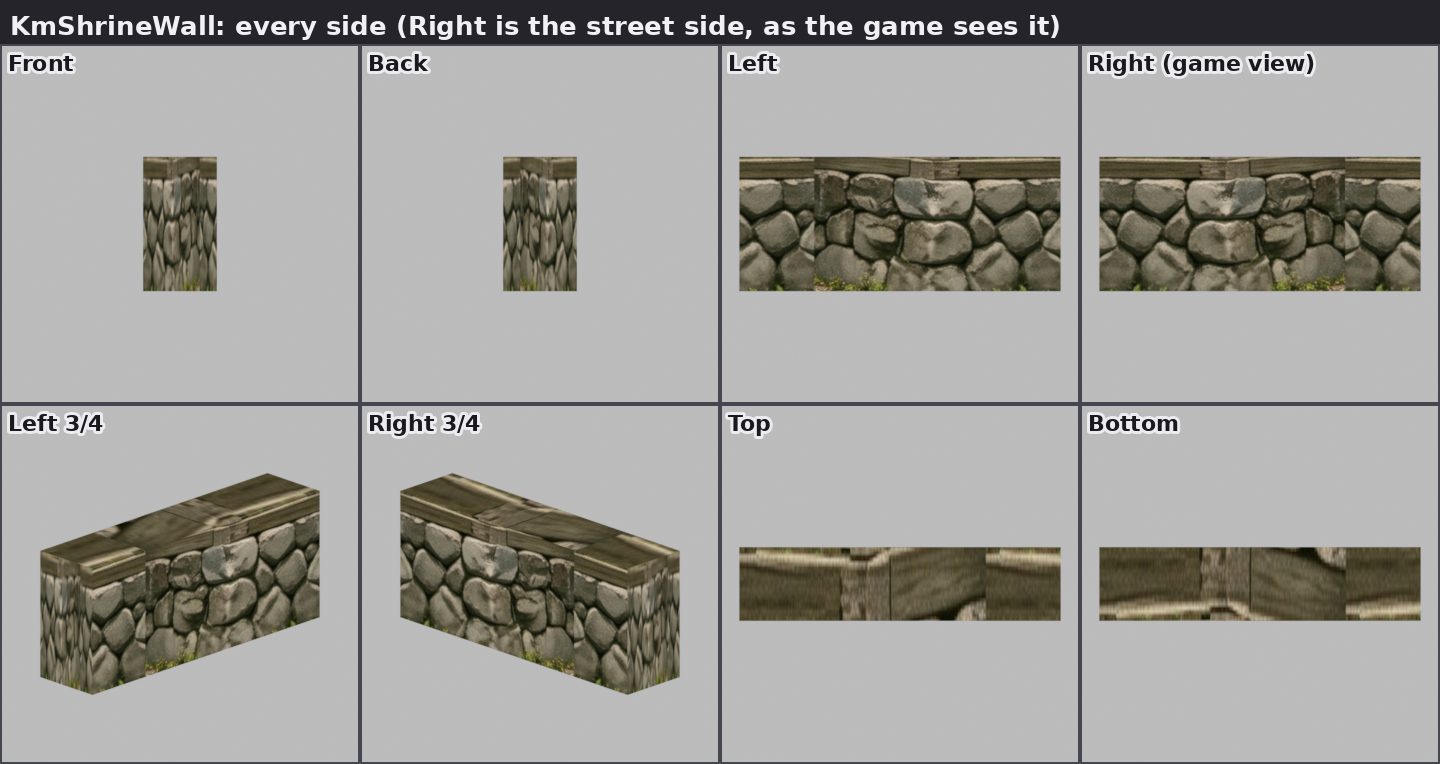 KmShrineWall: every side (Right is the street side, as the game sees it)
Front
Back
Left
Right (game view)
Left 3/4
Right 3/4
Top
Bottom